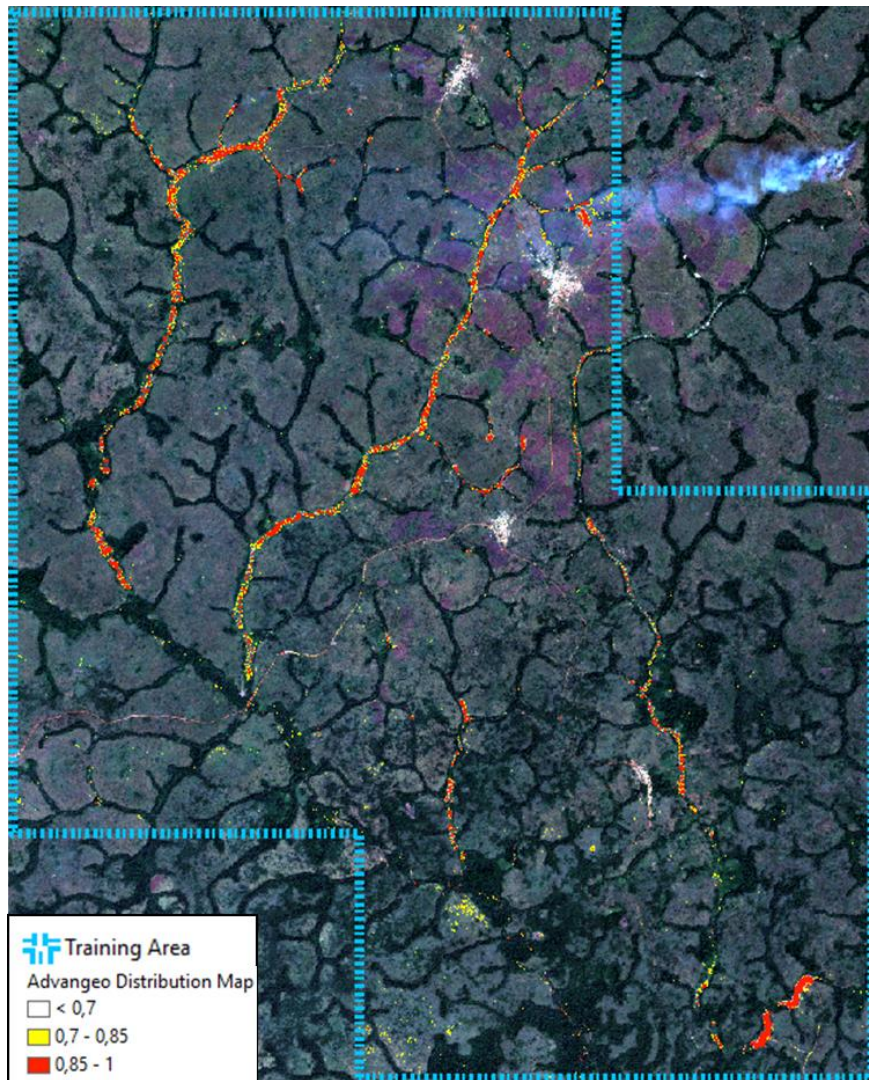 Training Area
Advangeo Distribution Map
< 0,7
0,7 - 0,85
0,85 - 1